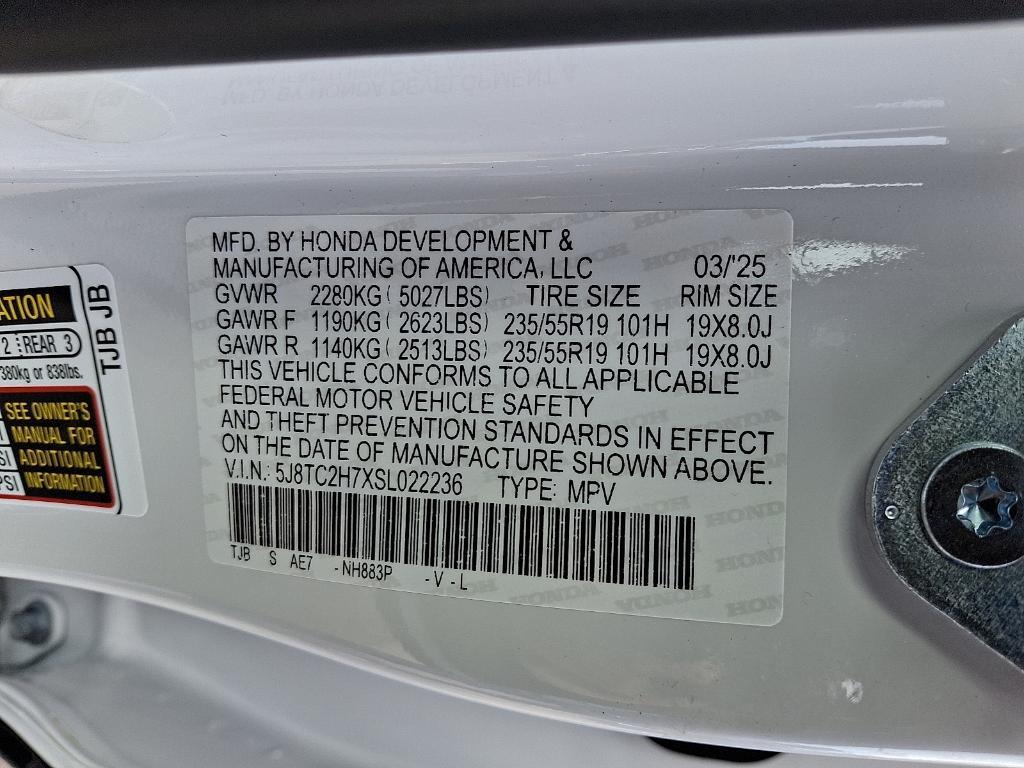 MFD. BY HONDA DEVELOPMENT &
MANUFACTURING OF AMERICA, LLC 03/'25
GVWR 2280KG ( 5027LBS) TIRE SIZE RIM SIZE
GAWR F 1190KG ( 2623LBS) 235/55R19 101H 19X8.0J
GAWR R 1140KG ( 2513LBS) 235/55R19 101H 19X8.0J
THIS VEHICLE CONFORMS TO ALL APPLICABLE
FEDERAL MOTOR VEHICLE SAFETY
AND THEFT PREVENTION STANDARDS IN EFFECT
ON THE DATE OF MANUFACTURE SHOWN ABOVE.
V.I.N.: 5J8TC2H7XSL022236 TYPE: MPV
TJB S AE7 -NH883P -V-L
ATION
2 REAR 3
380kg or 838lbs.
SEE OWNER'S
MANUAL FOR
ADDITIONAL
INFORMATION
TJB JB
HONDA